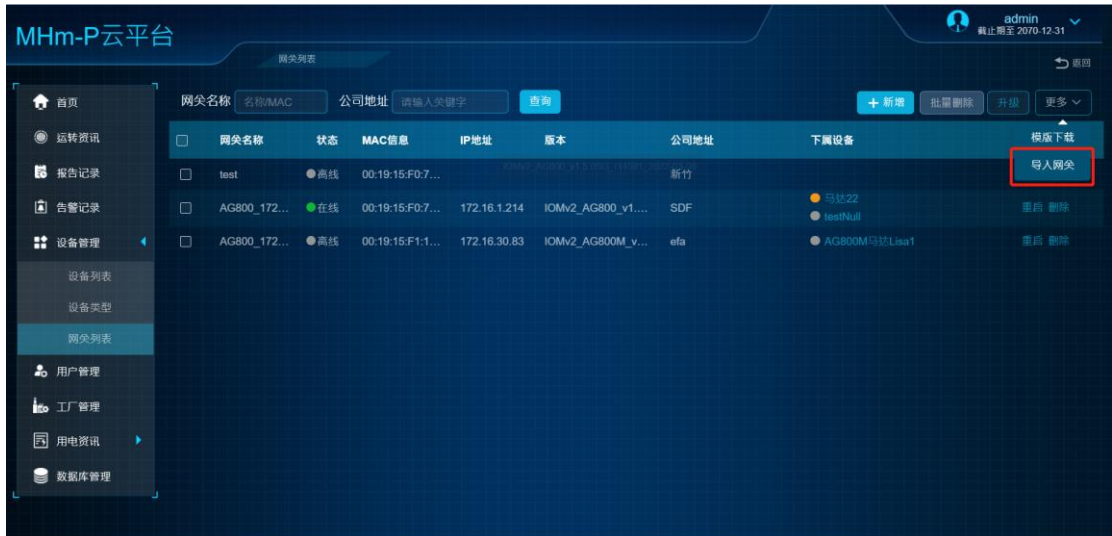 MHm-P云平台
admin
截止期至 2070-12-31
网关列表
返回
首页
运转资讯
报告记录
告警记录
设备管理
设备列表
设备类型
网关列表
用户管理
工厂管理
用电资讯
数据库管理
网关名称 名称/MAC 公司地址 请输入关键字 查询 + 新增 批量删除 升级 更多
模版下载
导入网关
网关名称 状态 MAC信息 IP地址 版本 公司地址 下属设备
test 离线 00:19:15:F0:7... 新竹
AG800_172... 在线 00:19:15:F0:7... 172.16.1.214 IOMv2_AG800_v1.... SDF 马达22 重启 删除
testNull
AG800_172... 离线 00:19:15:F1:1... 172.16.30.83 IOMv2_AG800M_v... efa AG800M马达Lisa1 重启 删除